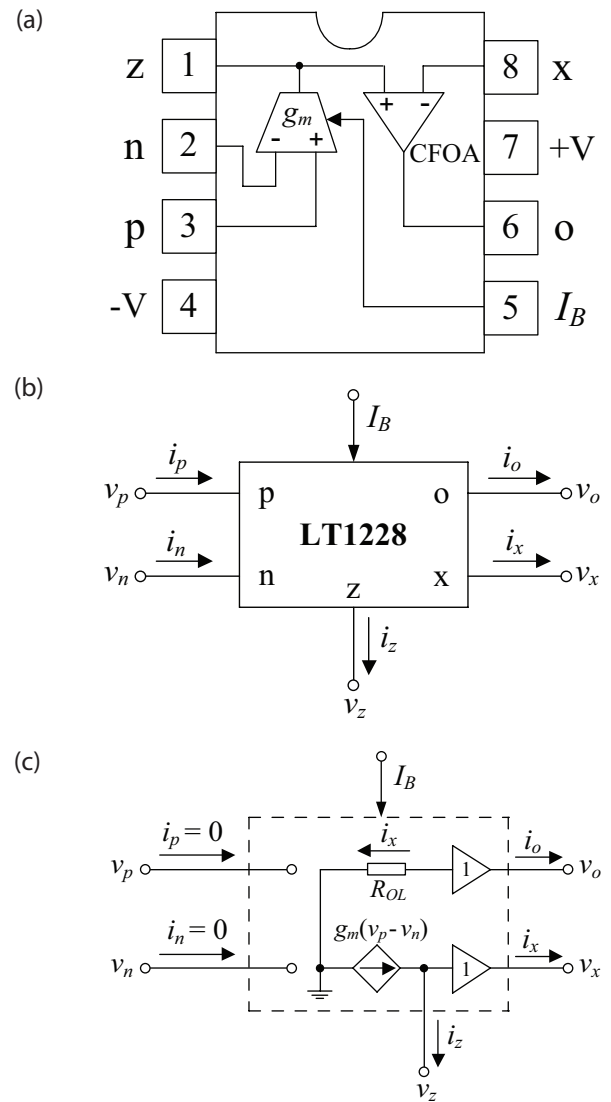 (a)
z 1 8 x
g_m - + + - CFOA
n 2 7 +V
p 3 6 o
-V 4 5 I_B
(b)
I_B
i_p i_o
v_p p o v_o
LT1228
i_n i_x
v_n n x v_x
z
i_z
v_z
(c)
I_B
i_p = 0 i_x i_o
v_p R_OL 1 v_o
i_n = 0 g_m(v_p-v_n) i_x
v_n 1 v_x
i_z
v_z